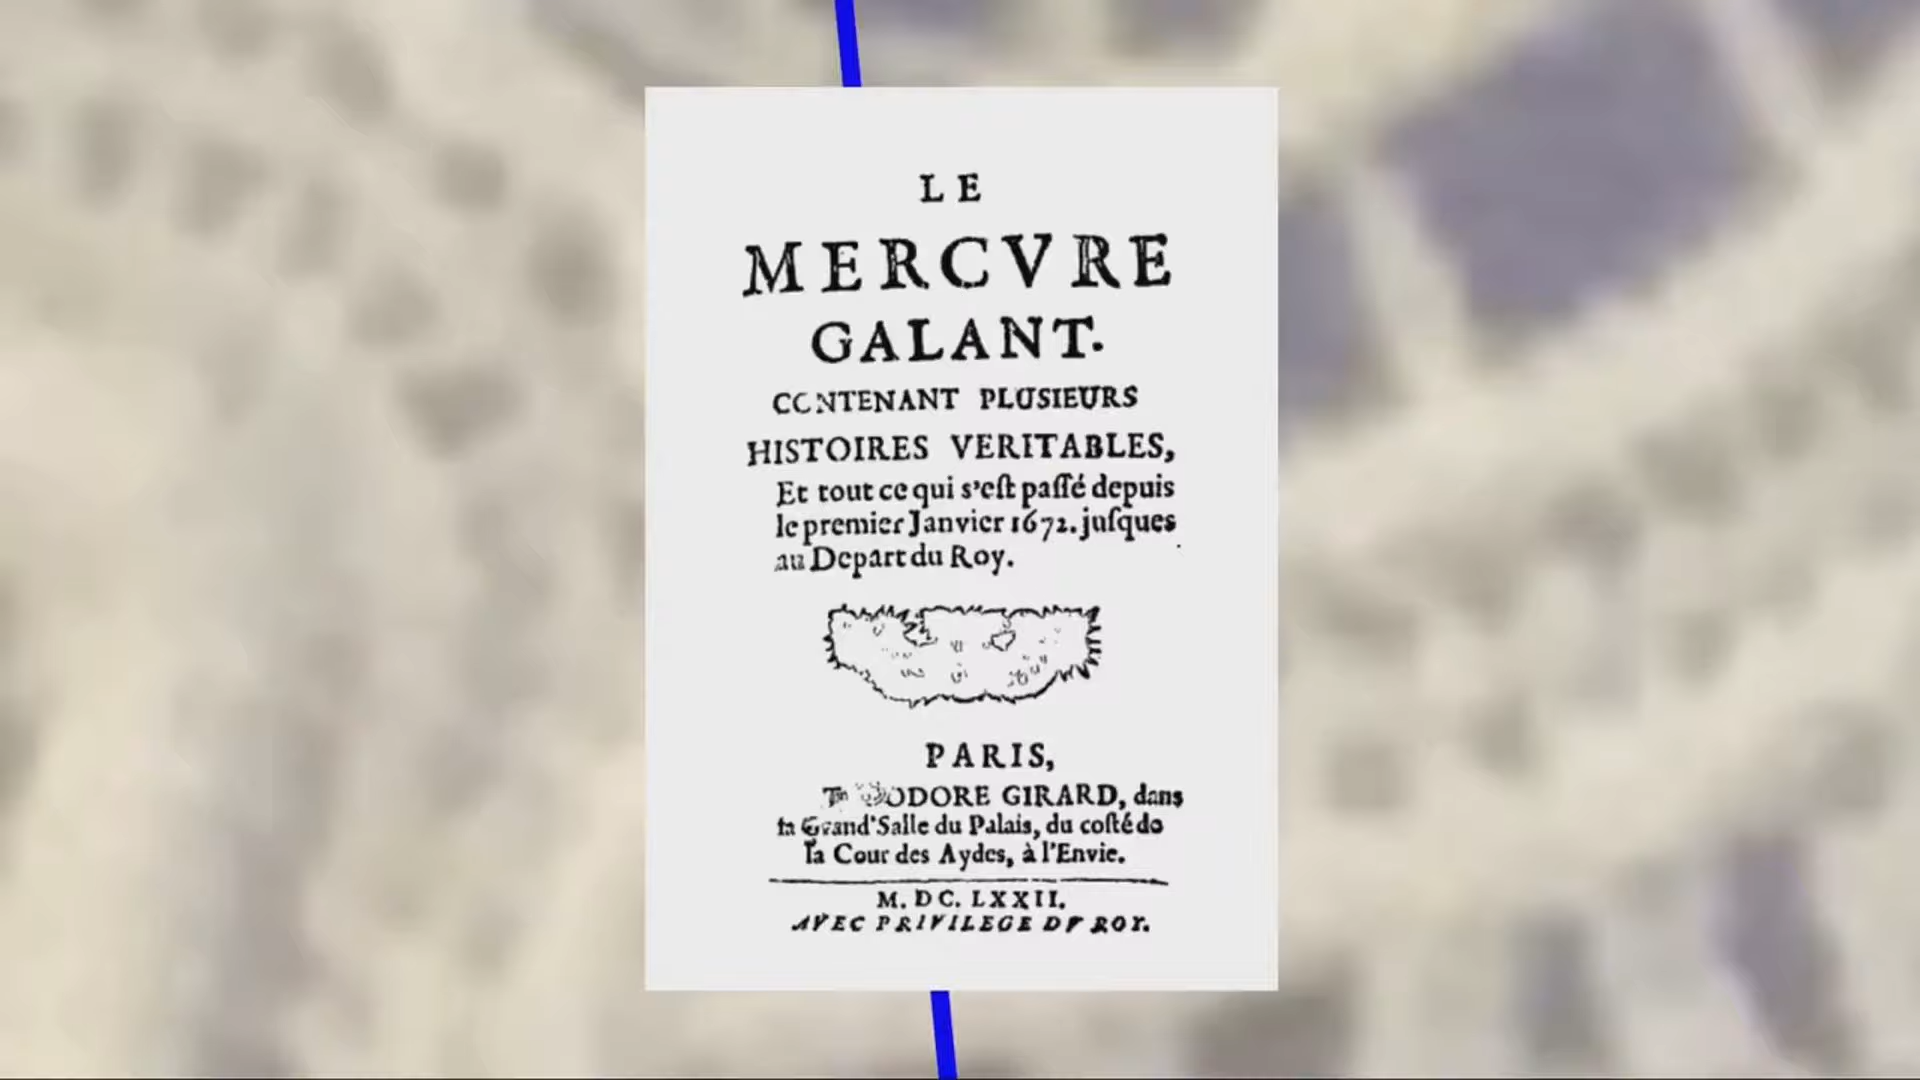 LE
MERCVRE
GALANT.
CONTENANT PLUSIEURS
HISTOIRES VERITABLES,
Et tout ce qui s'eſt paſſé depuis
le premier Janvier 1672. juſques
au Depart du Roy.
PARIS,
GIRARD, dans
la Grand'Salle du Palais, du coſté de
la Cour des Aydes, à l'Envie.
M. DC. LXXII.
AVEC PRIVILEGE DV ROY.